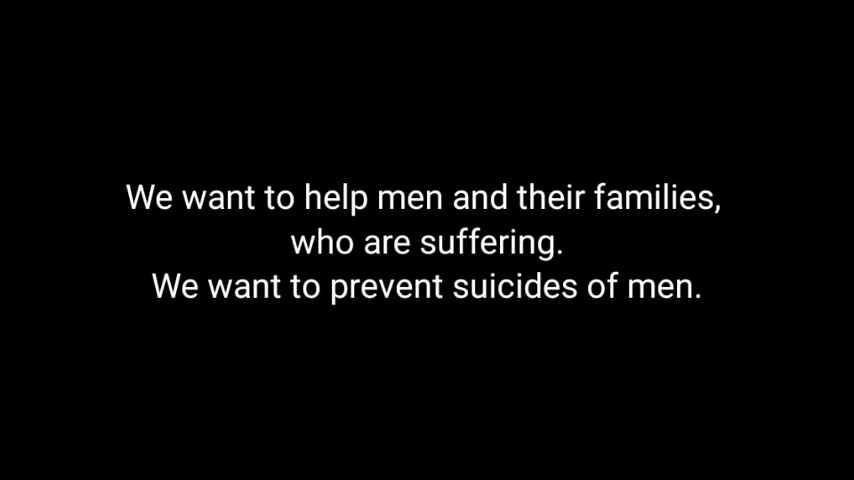 We want to help men and their families,
who are suffering.
We want to prevent suicides of men.